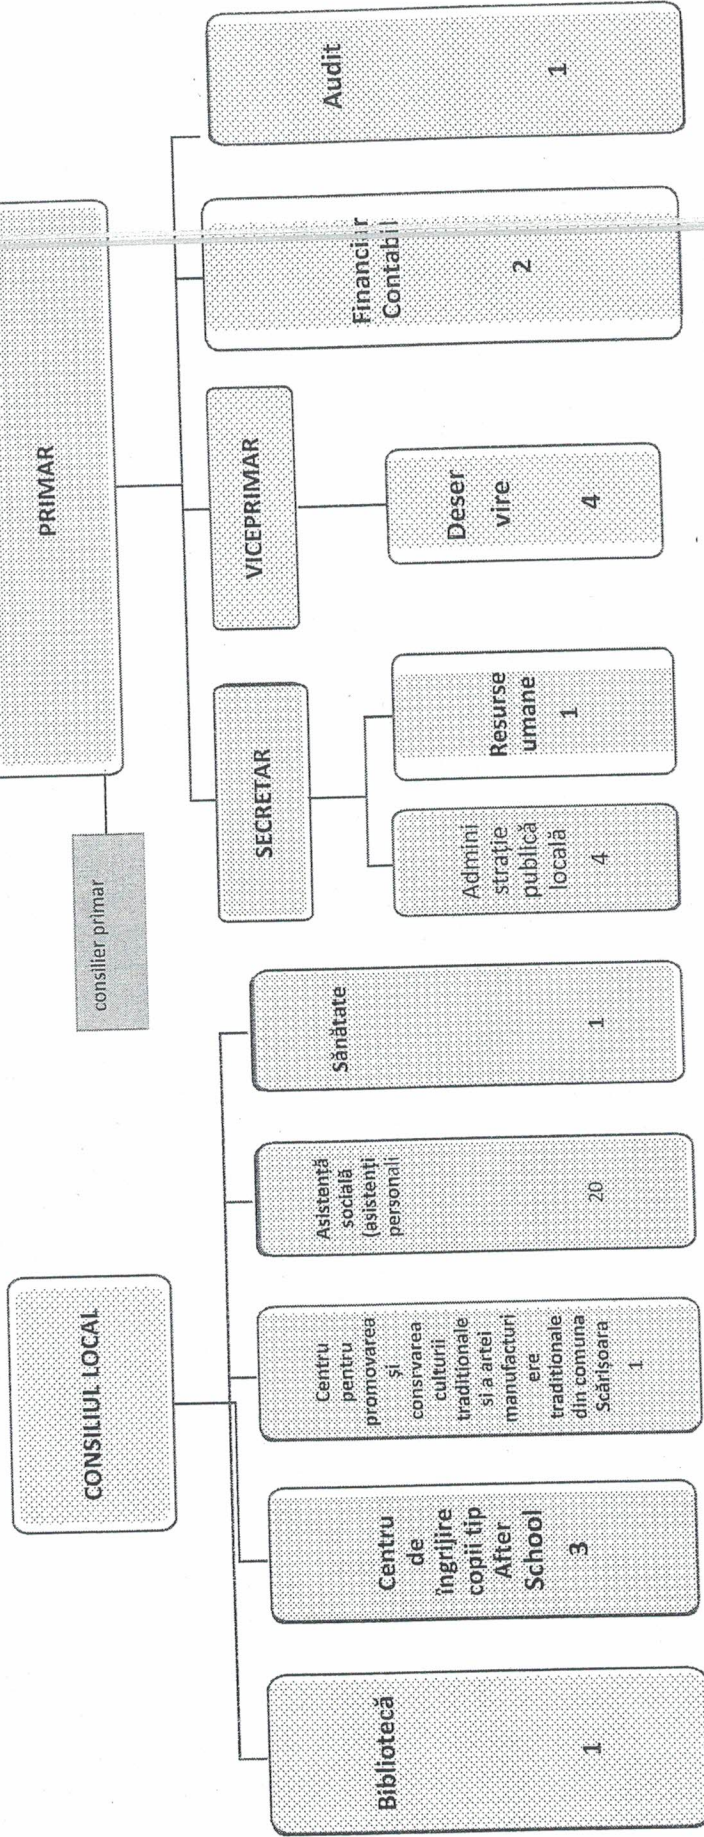 CONSILIUL LOCAL
Bibliotecă
1
Centru
de
îngrijire
copii tip
After
School
3
Centru
pentru
promovarea
și
consrvarea
culturii
traditionale
si a artei
manufacturi
ere
traditionale
din comuna
Scărișoara
1
Asistență
socială
(asistenți
personali
20
Sănătate
1
PRIMAR
consilier primar
SECRETAR
Admini
strație
publică
locală
4
Resurse
umane
1
VICEPRIMAR
Deser
vire
4
Financiar
Contabil
2
Audit
1